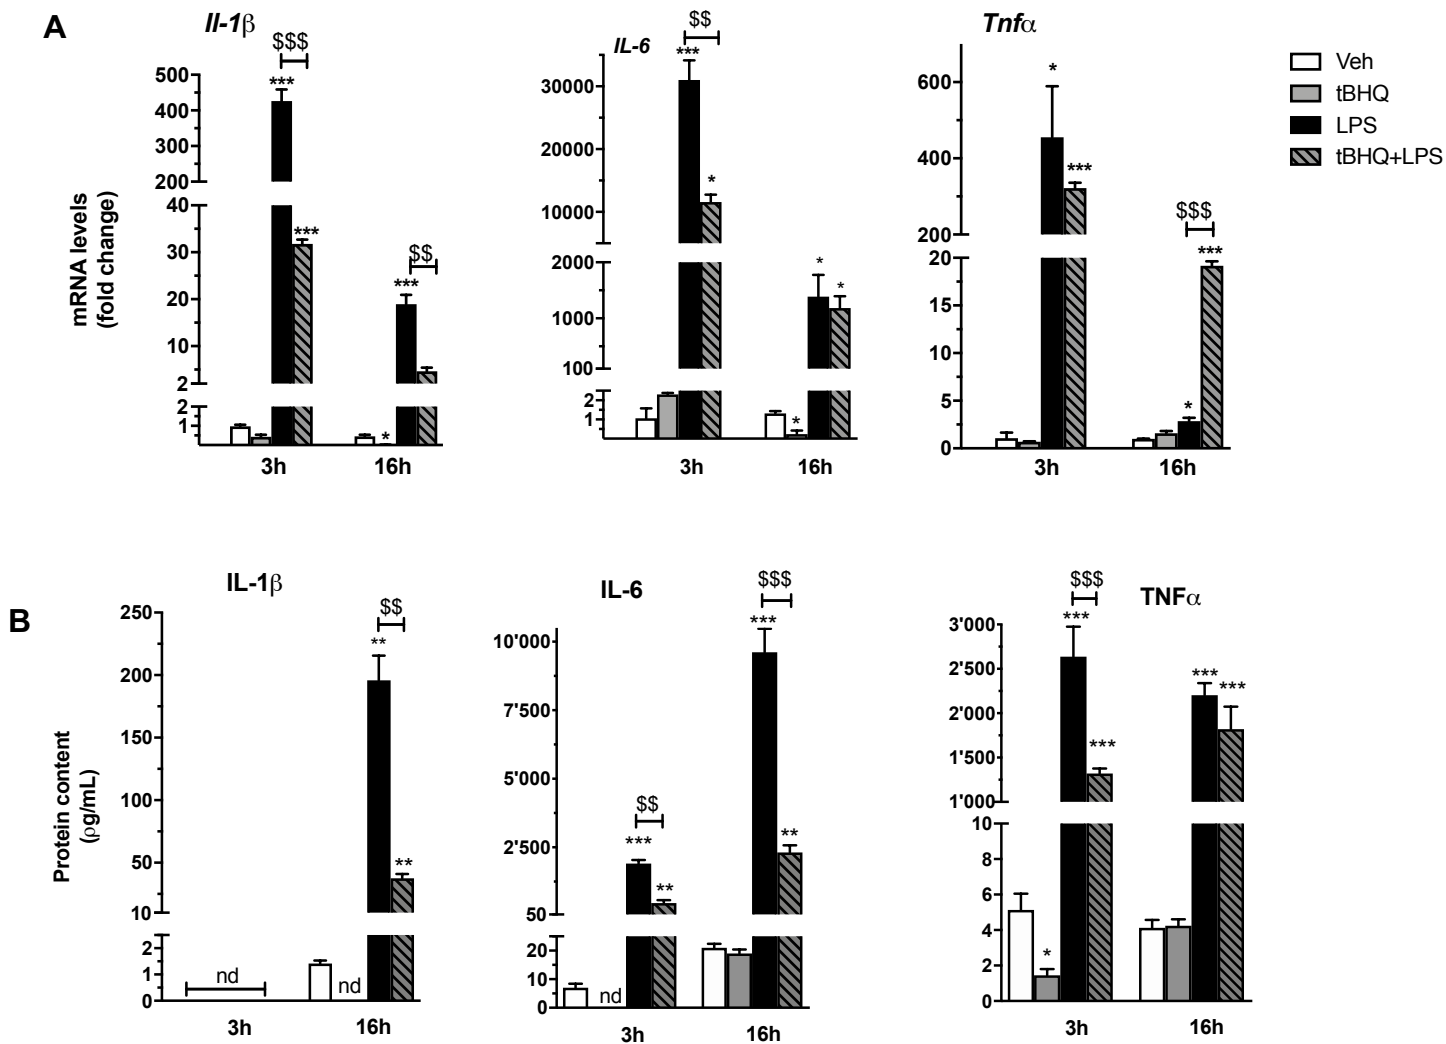 A
Il-1β
$$$
***
500
400
300
200
40
30
20
10
2
2
1
***
$$
***
*
3h
16h
mRNA levels
(fold change)
IL-6
$$
***
30000
20000
10000
2000
1000
100
2
1
*
*
*
*
3h
16h
Tnfα
*
600
400
200
20
15
10
5
0
***
$$$
***
*
3h
16h
Veh
tBHQ
LPS
tBHQ+LPS
B
IL-1β
250
200
150
100
50
10
2
1
0
$$
**
**
nd
nd
3h
16h
Protein content
(ρg/mL)
IL-6
$$$
***
10'000
7'500
5'000
2'500
50
20
10
0
$$
***
**
**
nd
3h
16h
TNFα
$$$
***
3'000
2'500
2'000
1'500
1'000
10
8
6
4
2
0
***
***
***
*
3h
16h